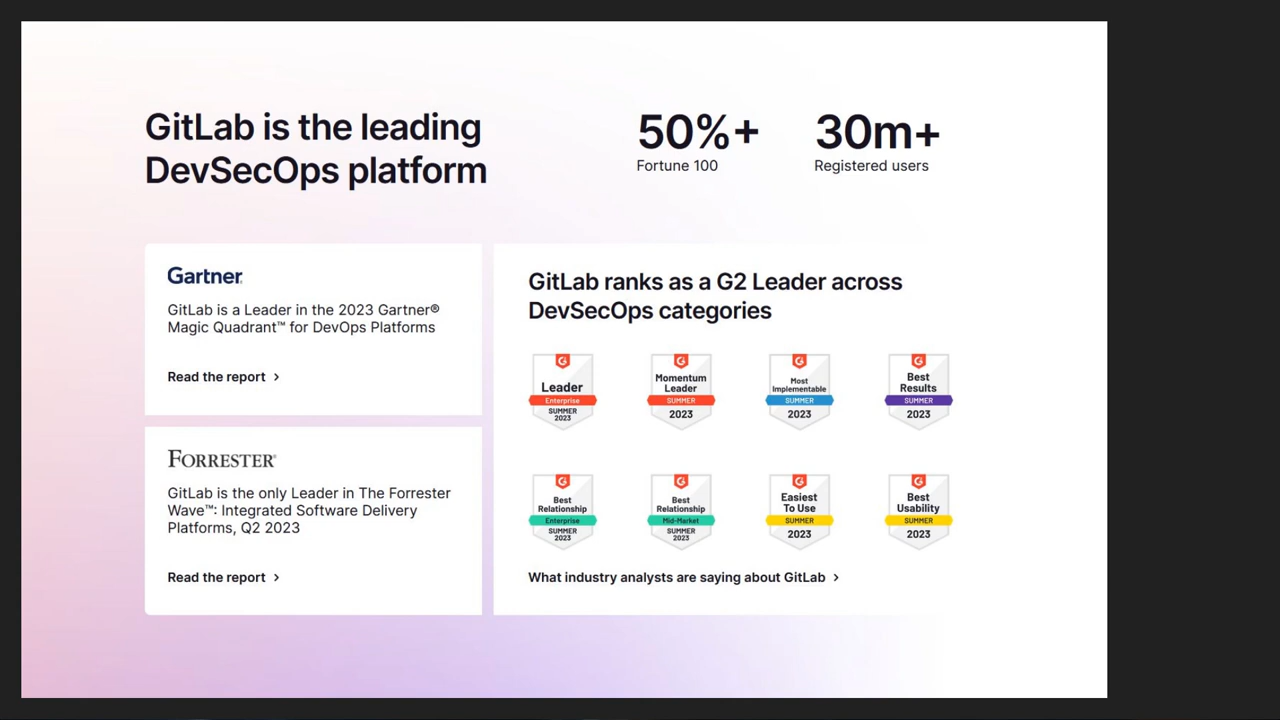 GitLab is the leading
DevSecOps platform
50%+
Fortune 100
30m+
Registered users
Gartner®
GitLab is a Leader in the 2023 Gartner®
Magic Quadrant™ for DevOps Platforms
Read the report >
FORRESTER®
GitLab is the only Leader in The Forrester
Wave™: Integrated Software Delivery
Platforms, Q2 2023
Read the report >
GitLab ranks as a G2 Leader across
DevSecOps categories
Leader
Enterprise
SUMMER
2023
Momentum
Leader
SUMMER
2023
Most
Implementable
SUMMER
2023
Best
Results
SUMMER
2023
Best
Relationship
Enterprise
SUMMER
2023
Best
Relationship
Mid-Market
SUMMER
2023
Easiest
To Use
SUMMER
2023
Best
Usability
SUMMER
2023
What industry analysts are saying about GitLab >